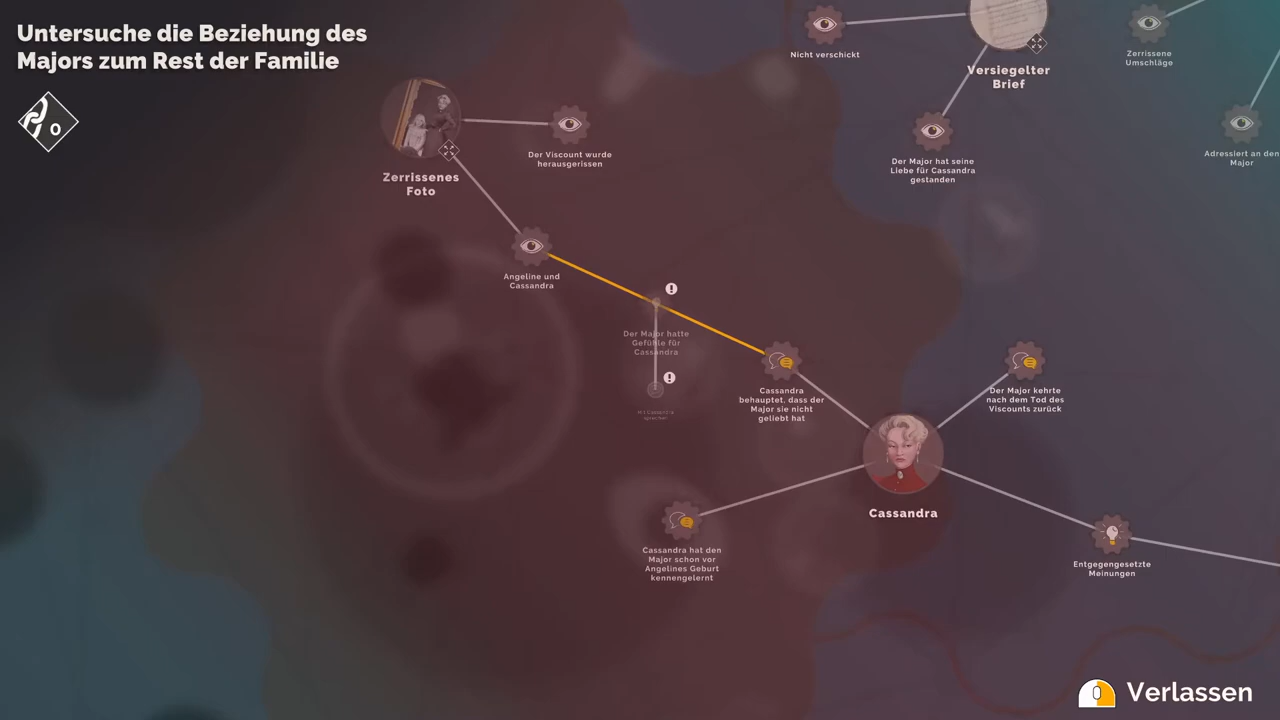 Untersuche die Beziehung des
Majors zum Rest der Familie
0
Nicht verschickt
Versiegelter
Brief
Zerrissene
Umschläge
Der Viscount wurde
herausgerissen
Zerrissenes
Foto
Der Major hat seine
Liebe für Cassandra
gestanden
Adressiert an den
Major
Angeline und
Cassandra
Der Major hatte
Gefühle für
Cassandra
Cassandra
behauptet, dass der
Major sie nicht
geliebt hat
Der Major kehrte
nach dem Tod des
Viscounts zurück
Mit Cassandra
sprechen
Cassandra
Cassandra hat den
Major schon vor
Angelines Geburt
kennengelernt
Entgegengesetzte
Meinungen
Verlassen